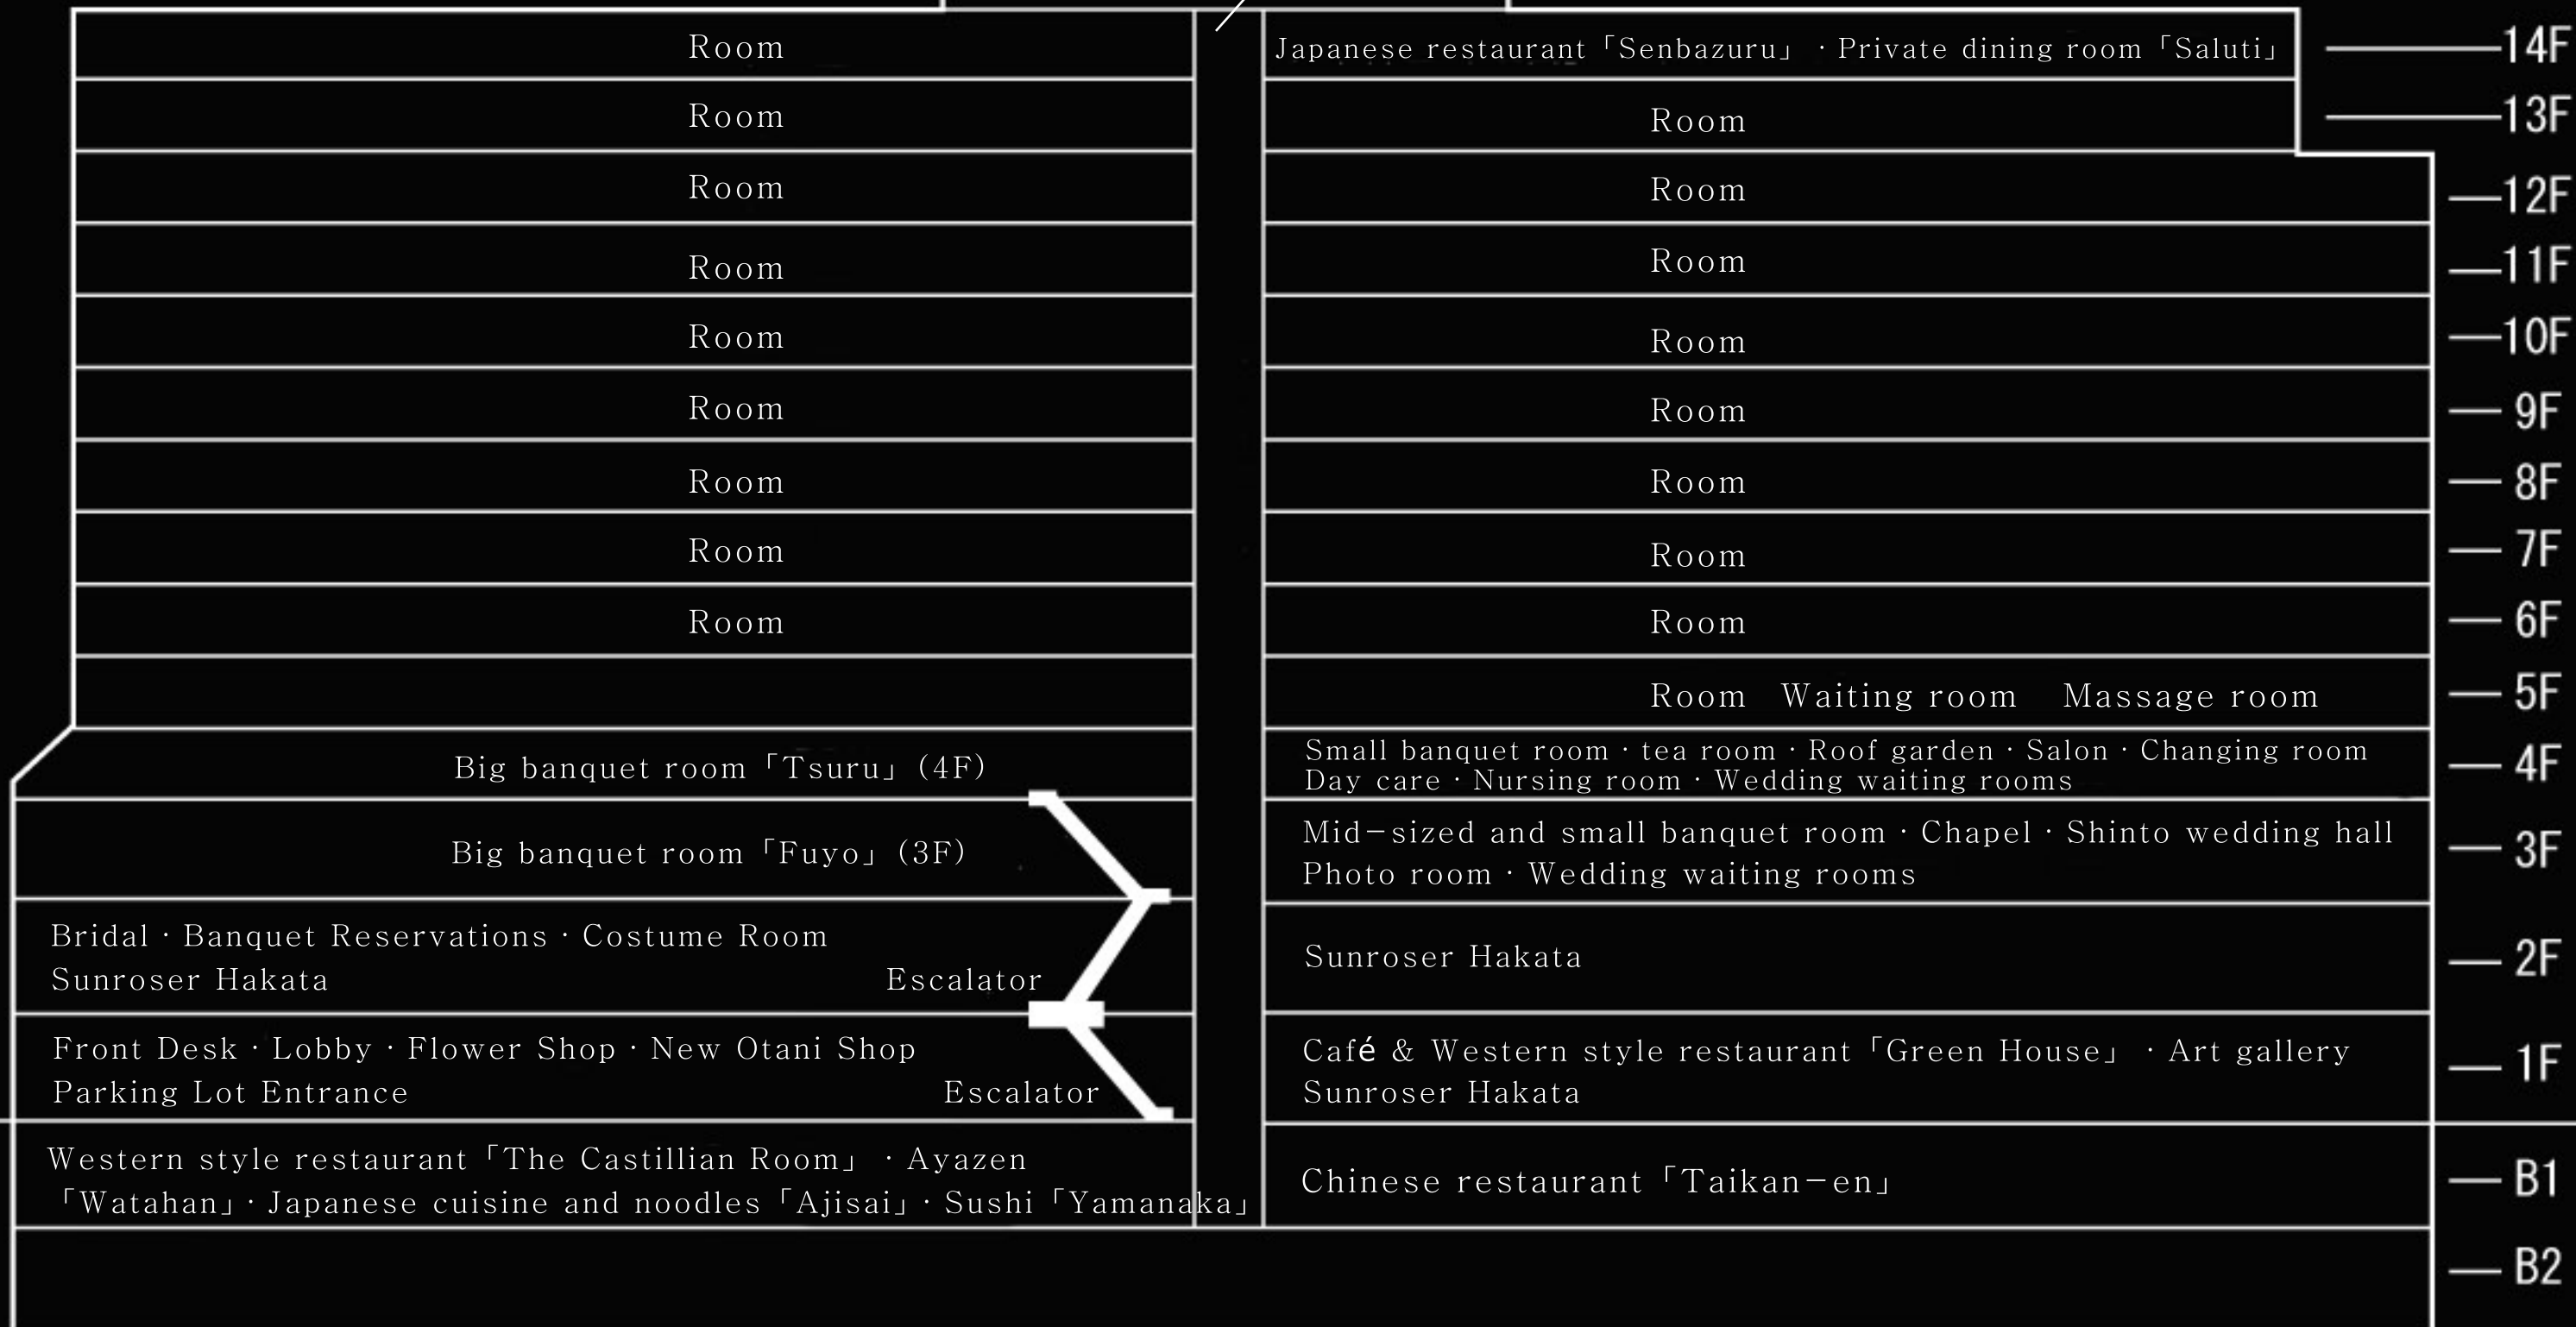 Room
Japanese restaurant「Senbazuru」・Private dining room「Saluti」
14F
Room
Room
13F
Room
Room
12F
Room
Room
11F
Room
Room
10F
Room
Room
9F
Room
Room
8F
Room
Room
7F
Room
Room
6F
Room Waiting room Massage room
5F
Big banquet room「Tsuru」(4F)
Small banquet room・tea room・Roof garden・Salon・Changing room
Day care・Nursing room・Wedding waiting rooms
4F
Big banquet room「Fuyo」(3F)
Mid-sized and small banquet room・Chapel・Shinto wedding hall
Photo room・Wedding waiting rooms
3F
Bridal・Banquet Reservations・Costume Room
Sunroser Hakata
Escalator
Sunroser Hakata
2F
Front Desk・Lobby・Flower Shop・New Otani Shop
Parking Lot Entrance
Escalator
Café & Western style restaurant「Green House」・Art gallery
Sunroser Hakata
1F
Western style restaurant「The Castillian Room」・Ayazen
「Watahan」・Japanese cuisine and noodles「Ajisai」・Sushi「Yamanaka」
Chinese restaurant「Taikan-en」
B1
B2